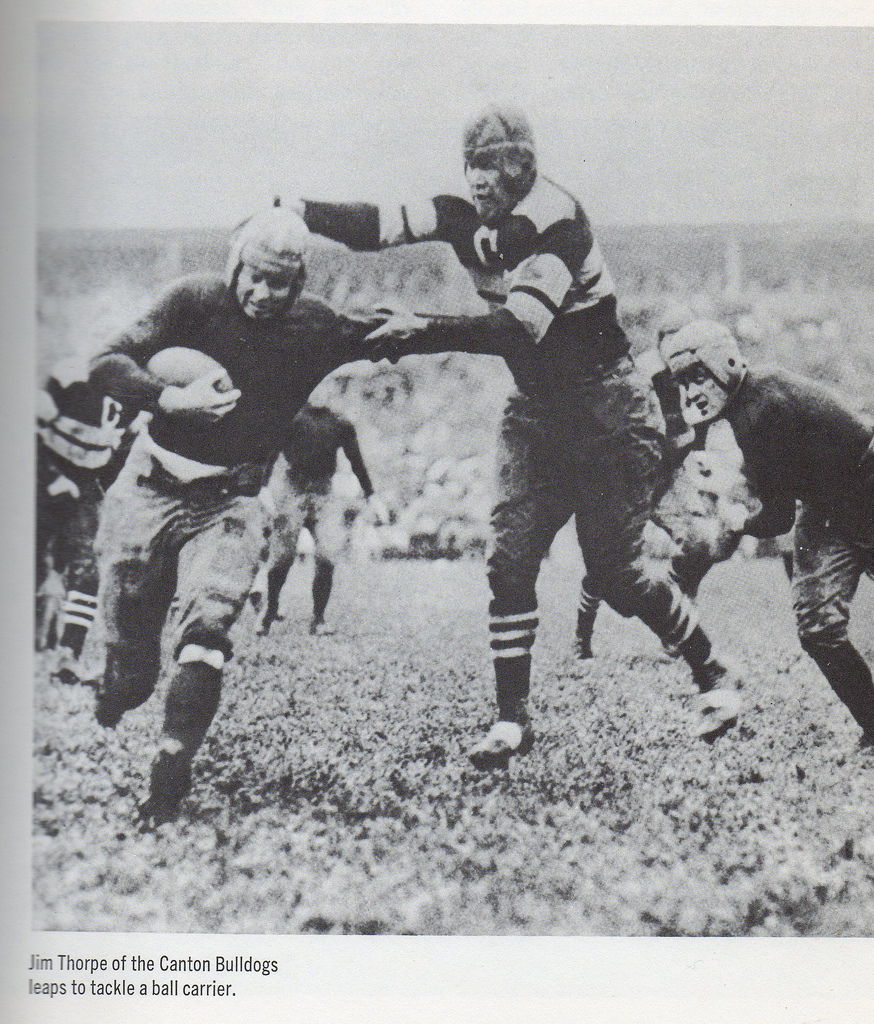 C
C
Jim Thorpe of the Canton Bulldogs
leaps to tackle a ball carrier.